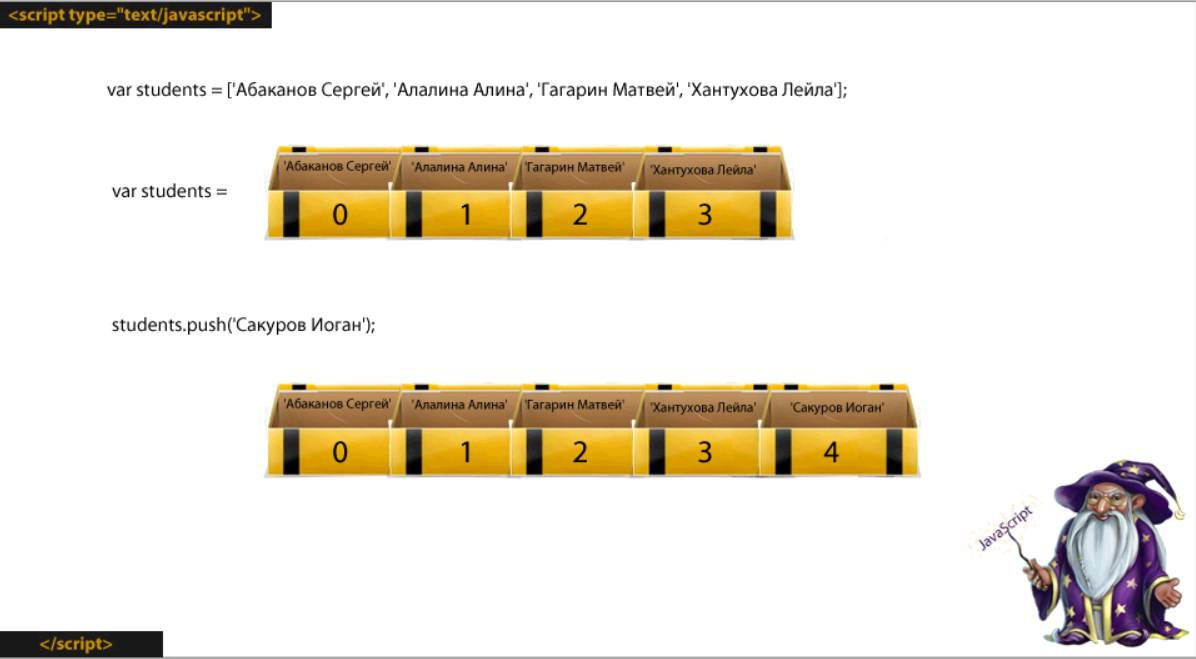 <script type="text/javascript">
var students = ['Абаканов Сергей', 'Алалина Алина', 'Гагарин Матвей', 'Хантухова Лейла'];
'Абаканов Сергей' 'Алалина Алина' 'Гагарин Матвей' 'Хантухова Лейла'
var students =
0 1 2 3
students.push('Сакуров Иоган');
'Абаканов Сергей' 'Алалина Алина' 'Гагарин Матвей' 'Хантухова Лейла' 'Сакуров Иоган'
0 1 2 3 4
JavaScript
</script>